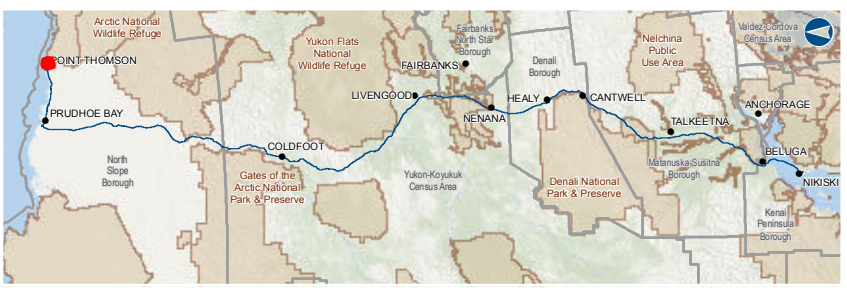 Arctic National
Wildlife Refuge
POINT THOMSON
PRUDHOE BAY
North
Slope
Borough
COLDFOOT
Gates of the
Arctic National
Park & Preserve
Yukon Flats
National
Wildlife Refuge
LIVENGOOD
FAIRBANKS
Fairbanks
North Star
Borough
NENANA
Yukon-Koyukuk
Census Area
Denali
Borough
HEALY
CANTWELL
Denali National
Park & Preserve
Nelchina
Public
Use Area
TALKEETNA
Matanuska-Susitna
Borough
Valdez-Cordova
Census Area
ANCHORAGE
BELUGA
NIKISKI
Kenai
Peninsula
Borough